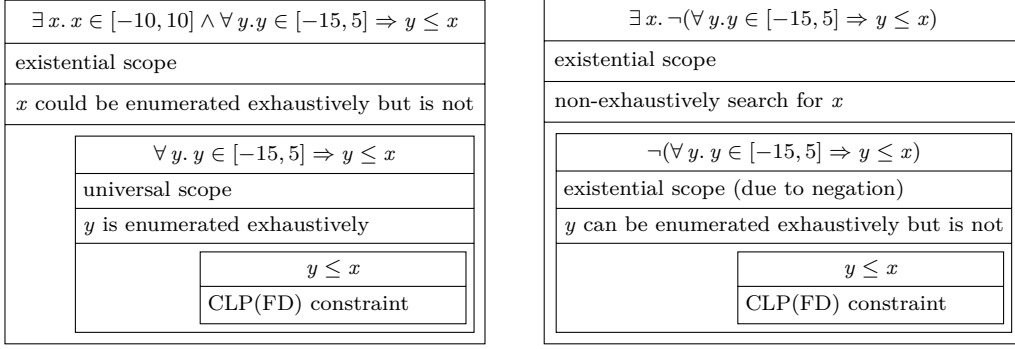 ∃ x. x ∈ [−10, 10] ∧ ∀ y.y ∈ [−15, 5] ⇒ y ≤ x
existential scope
x could be enumerated exhaustively but is not
∀ y. y ∈ [−15, 5] ⇒ y ≤ x
universal scope
y is enumerated exhaustively
y ≤ x
CLP(FD) constraint
∃ x. ¬(∀ y.y ∈ [−15, 5] ⇒ y ≤ x)
existential scope
non-exhaustively search for x
¬(∀ y. y ∈ [−15, 5] ⇒ y ≤ x)
existential scope (due to negation)
y can be enumerated exhaustively but is not
y ≤ x
CLP(FD) constraint